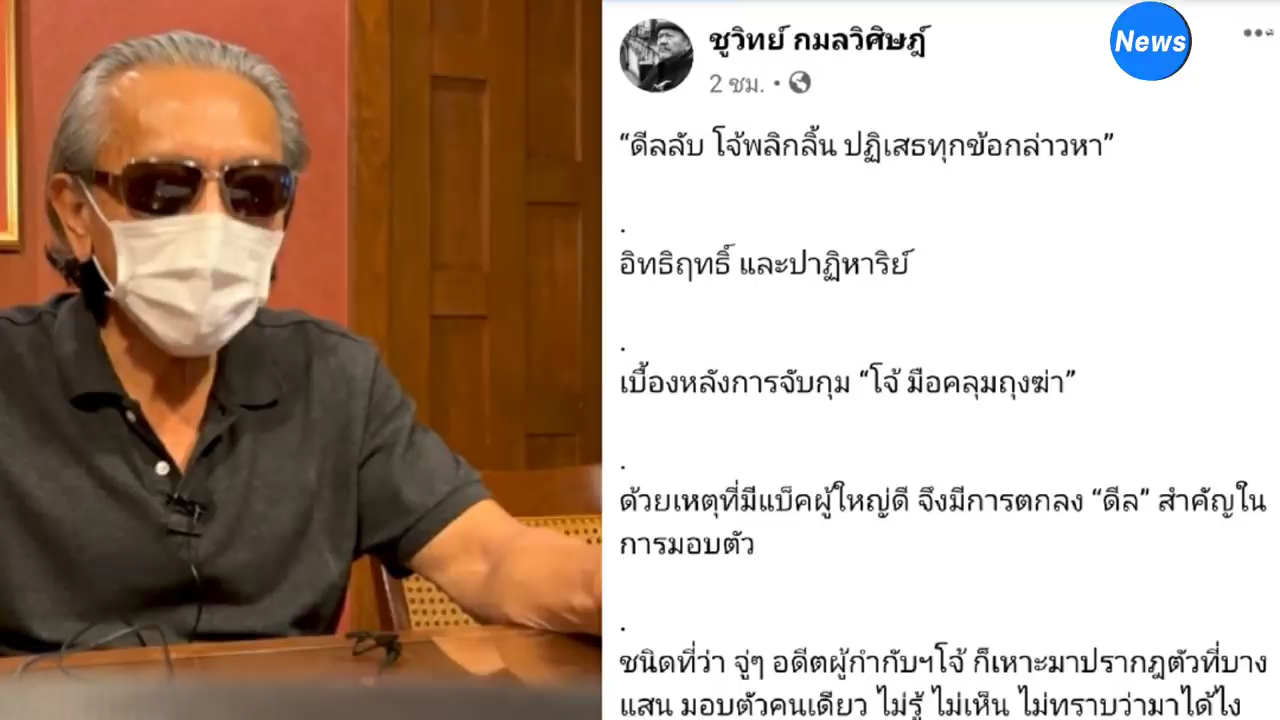 ชูวิทย์ กมลวิศิษฎ์
News
2 ชม. •
“ดีลลับ โจ้พลิกลิ้น ปฏิเสธทุกข้อกล่าวหา”
.
อิทธิฤทธิ์ และปาฏิหาริย์
.
เบื้องหลังการจับกุม “โจ้ มือคลุมถุงฆ่า”
.
ด้วยเหตุที่มีแบ็คผู้ใหญ่ดี จึงมีการตกลง “ดีล” สำคัญใน
การมอบตัว
.
ชนิดที่ว่า จู่ๆ อดีตผู้กำกับฯโจ้ ก็เหาะมาปรากฎตัวที่บาง
แสน มอบตัวคนเดียว ไม่รู้ ไม่เห็น ไม่ทราบว่ามาได้ไง